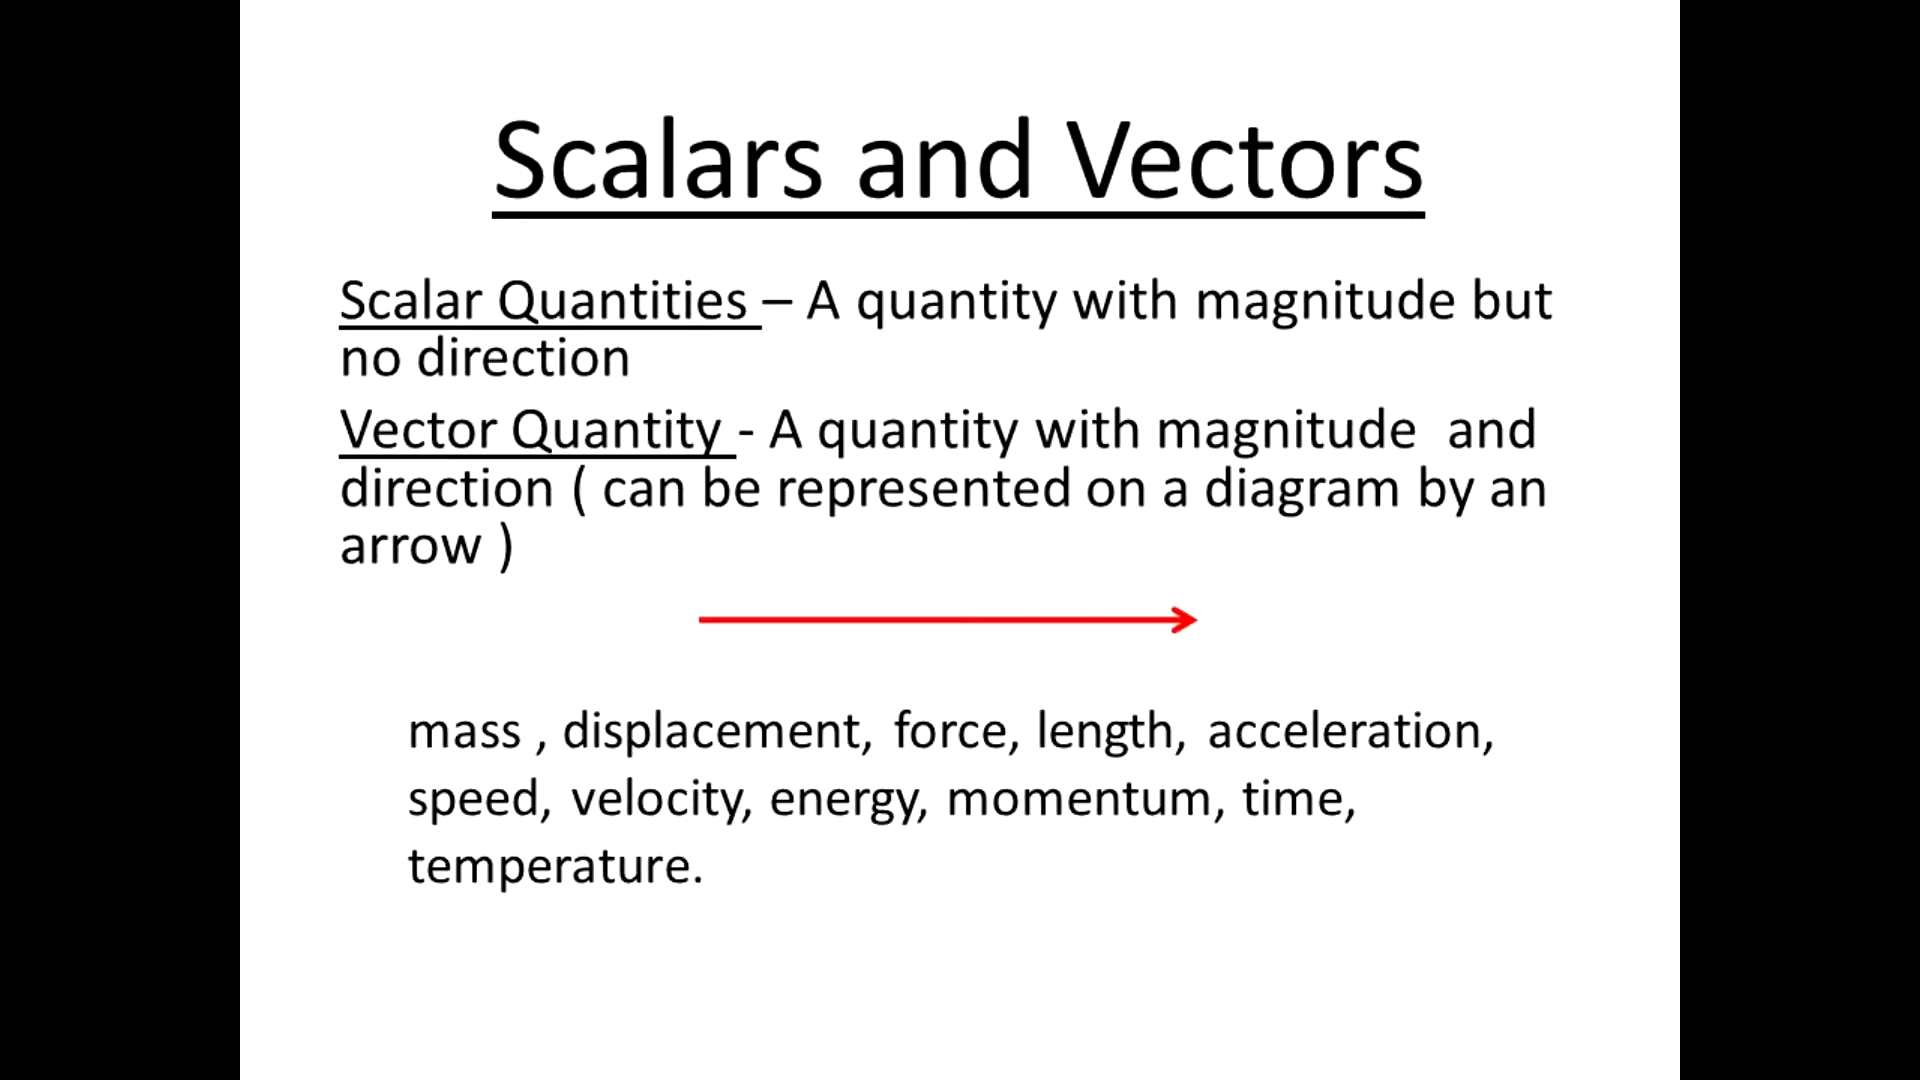 Scalars and Vectors
Scalar Quantities – A quantity with magnitude but
no direction
Vector Quantity - A quantity with magnitude  and
direction ( can be represented on a diagram by an
arrow )
mass , displacement, force, length, acceleration,
speed, velocity, energy, momentum, time,
temperature.